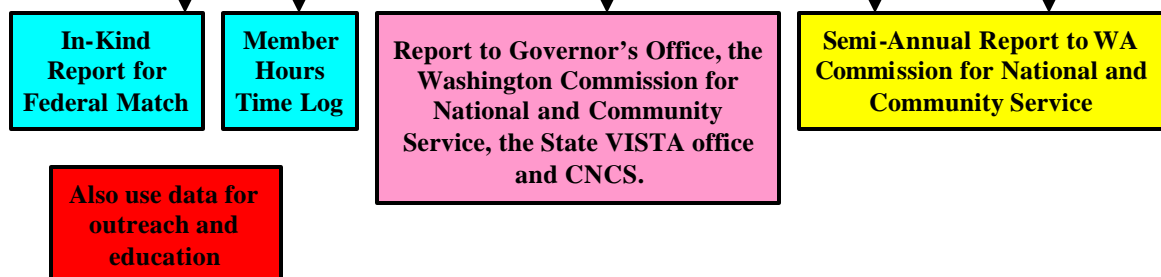 In-Kind
Report for
Federal Match
Member
Hours
Time Log
Report to Governor’s Office, the
Washington Commission for
National and Community
Service, the State VISTA office
and CNCS.
Semi-Annual Report to WA
Commission for National and
Community Service
Also use data for
outreach and
education